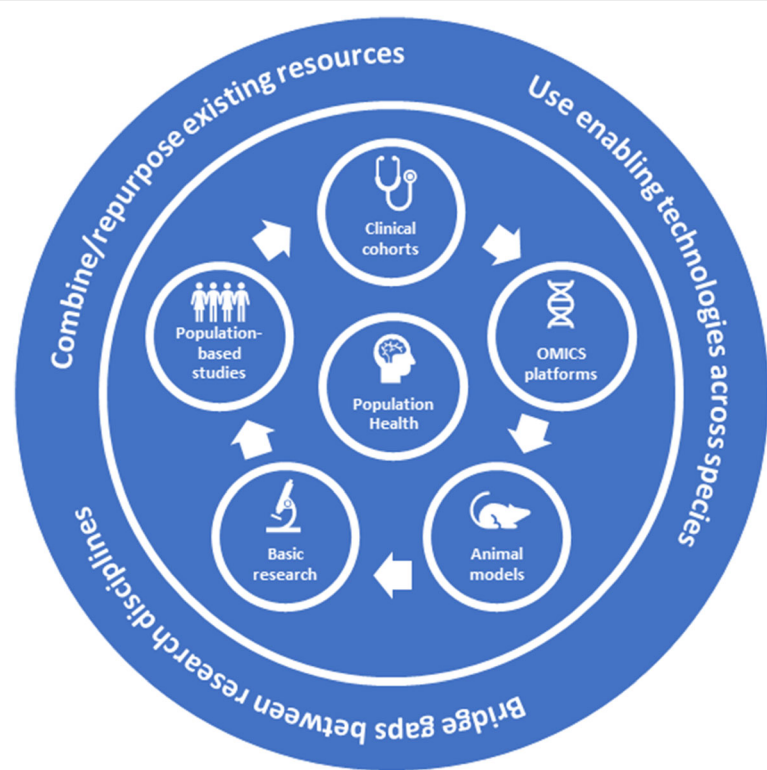 Combine/repurpose existing resources
Use enabling technologies across species
Bridge gaps between research disciplines
Clinical
cohorts
OMICS
platforms
Animal
models
Basic
research
Population-
based
studies
Population
Health